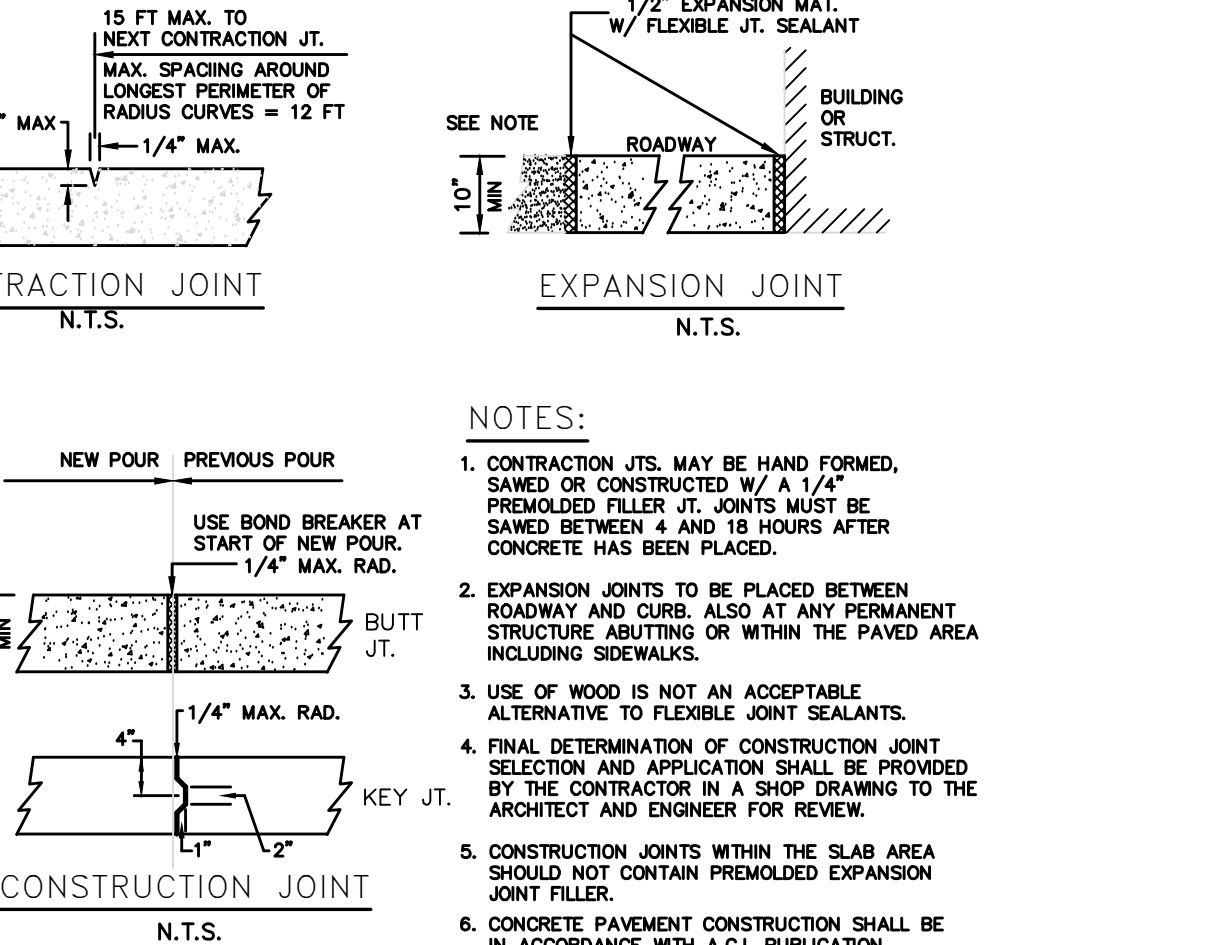 15 FT MAX. TO
NEXT CONTRACTION JT.
MAX. SPACIING AROUND
LONGEST PERIMETER OF
RADIUS CURVES = 12 FT
" MAX
1/4" MAX.
TRACTION JOINT
N.T.S.
1/2" EXPANSION MAT.
W/ FLEXIBLE JT. SEALANT
SEE NOTE
ROADWAY
BUILDING
OR
STRUCT.
10"
MIN
EXPANSION JOINT
N.T.S.
NEW POUR
PREVIOUS POUR
USE BOND BREAKER AT
START OF NEW POUR.
1/4" MAX. RAD.
MIN
BUTT
JT.
1/4" MAX. RAD.
4"
KEY JT.
1"
2"
CONSTRUCTION JOINT
N.T.S.
NOTES:
1. CONTRACTION JTS. MAY BE HAND FORMED,
SAWED OR CONSTRUCTED W/ A 1/4"
PREMOLDED FILLER JT. JOINTS MUST BE
SAWED BETWEEN 4 AND 18 HOURS AFTER
CONCRETE HAS BEEN PLACED.
2. EXPANSION JOINTS TO BE PLACED BETWEEN
ROADWAY AND CURB. ALSO AT ANY PERMANENT
STRUCTURE ABUTTING OR WITHIN THE PAVED AREA
INCLUDING SIDEWALKS.
3. USE OF WOOD IS NOT AN ACCEPTABLE
ALTERNATIVE TO FLEXIBLE JOINT SEALANTS.
4. FINAL DETERMINATION OF CONSTRUCTION JOINT
SELECTION AND APPLICATION SHALL BE PROVIDED
BY THE CONTRACTOR IN A SHOP DRAWING TO THE
ARCHITECT AND ENGINEER FOR REVIEW.
5. CONSTRUCTION JOINTS WITHIN THE SLAB AREA
SHOULD NOT CONTAIN PREMOLDED EXPANSION
JOINT FILLER.
6. CONCRETE PAVEMENT CONSTRUCTION SHALL BE
IN ACCORDANCE WITH A.C.I. PUBLICATION